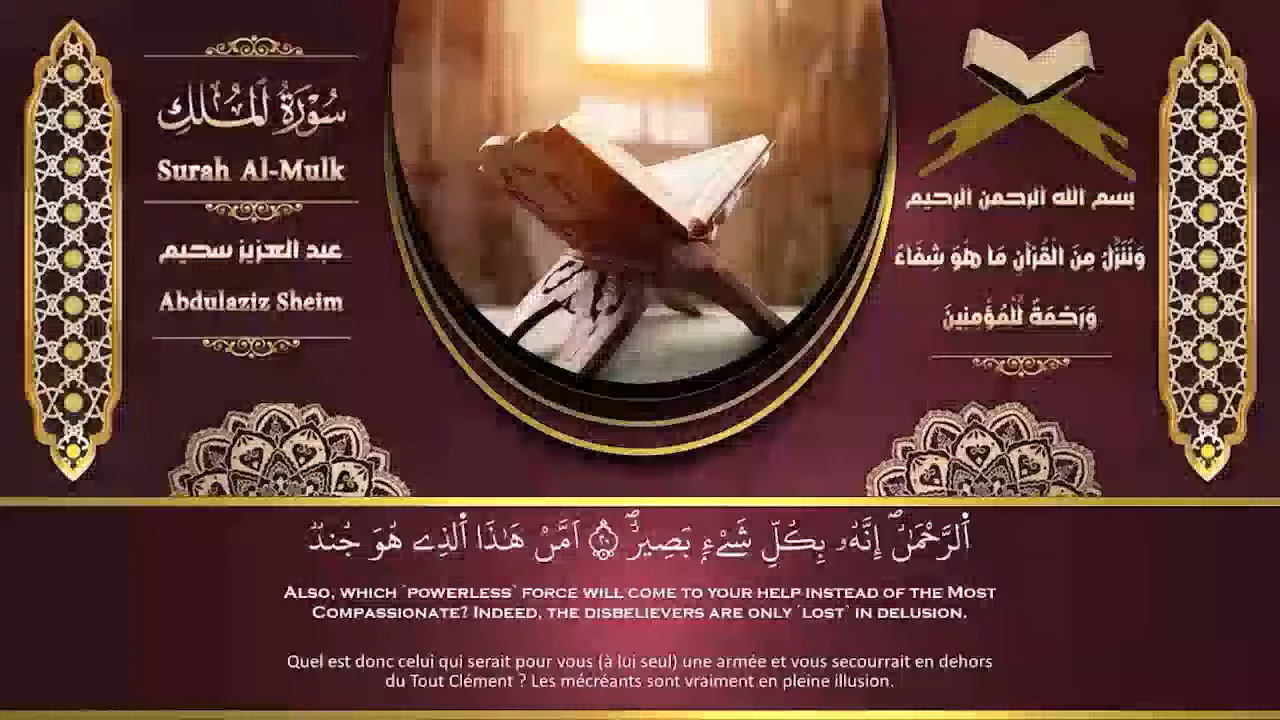 سُورَةُ المُلكِ
Surah Al-Mulk
عبد العزيز سحيم
Abdulaziz Sheim
بسم الله الرحمن الرحيم
وَنُنَزِّلُ مِنَ الْقُرْآنِ مَا هُوَ شِفَاءٌ
وَرَحْمَةٌ لِّلْمُؤْمِنِينَ
اَ۬لرَّحْمَٰنُۖ إِنَّهُۥ بِكُلِّ شَےْءِۢ بَصِيرٌۖ ۝٢٠ اَمَّنْ هَٰذَا اَ۬لذِے هُوَ جُندٞ
Also, which ˹powerless˺ force will come to your help instead of the Most
Compassionate? Indeed, the disbelievers are only ˹lost˺ in delusion.
Quel est donc celui qui serait pour vous (à lui seul) une armée et vous secourrait en dehors
du Tout Clément ? Les mécréants sont vraiment en pleine illusion.